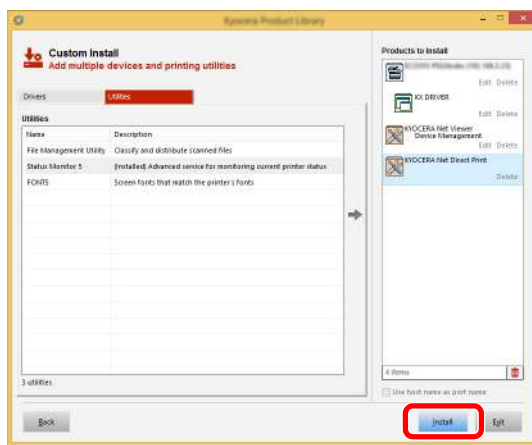 Kyocera Product Library
Custom Install
Add multiple devices and printing utilities
Drivers
Utilities
Utilities
Name Description
File Management Utility Classify and distribute scanned files
Status Monitor 5 (Installed) Advanced service for monitoring current printer status
FONTS Screen fonts that match the printer's fonts
3 utilities
Products to Install
Edit Delete
KX DRIVER
Edit Delete
KYOCERA Net Viewer
Device Management
Edit Delete
KYOCERA Net Direct Print
Delete
4 items
Use host name as port name
Back
Install
Exit